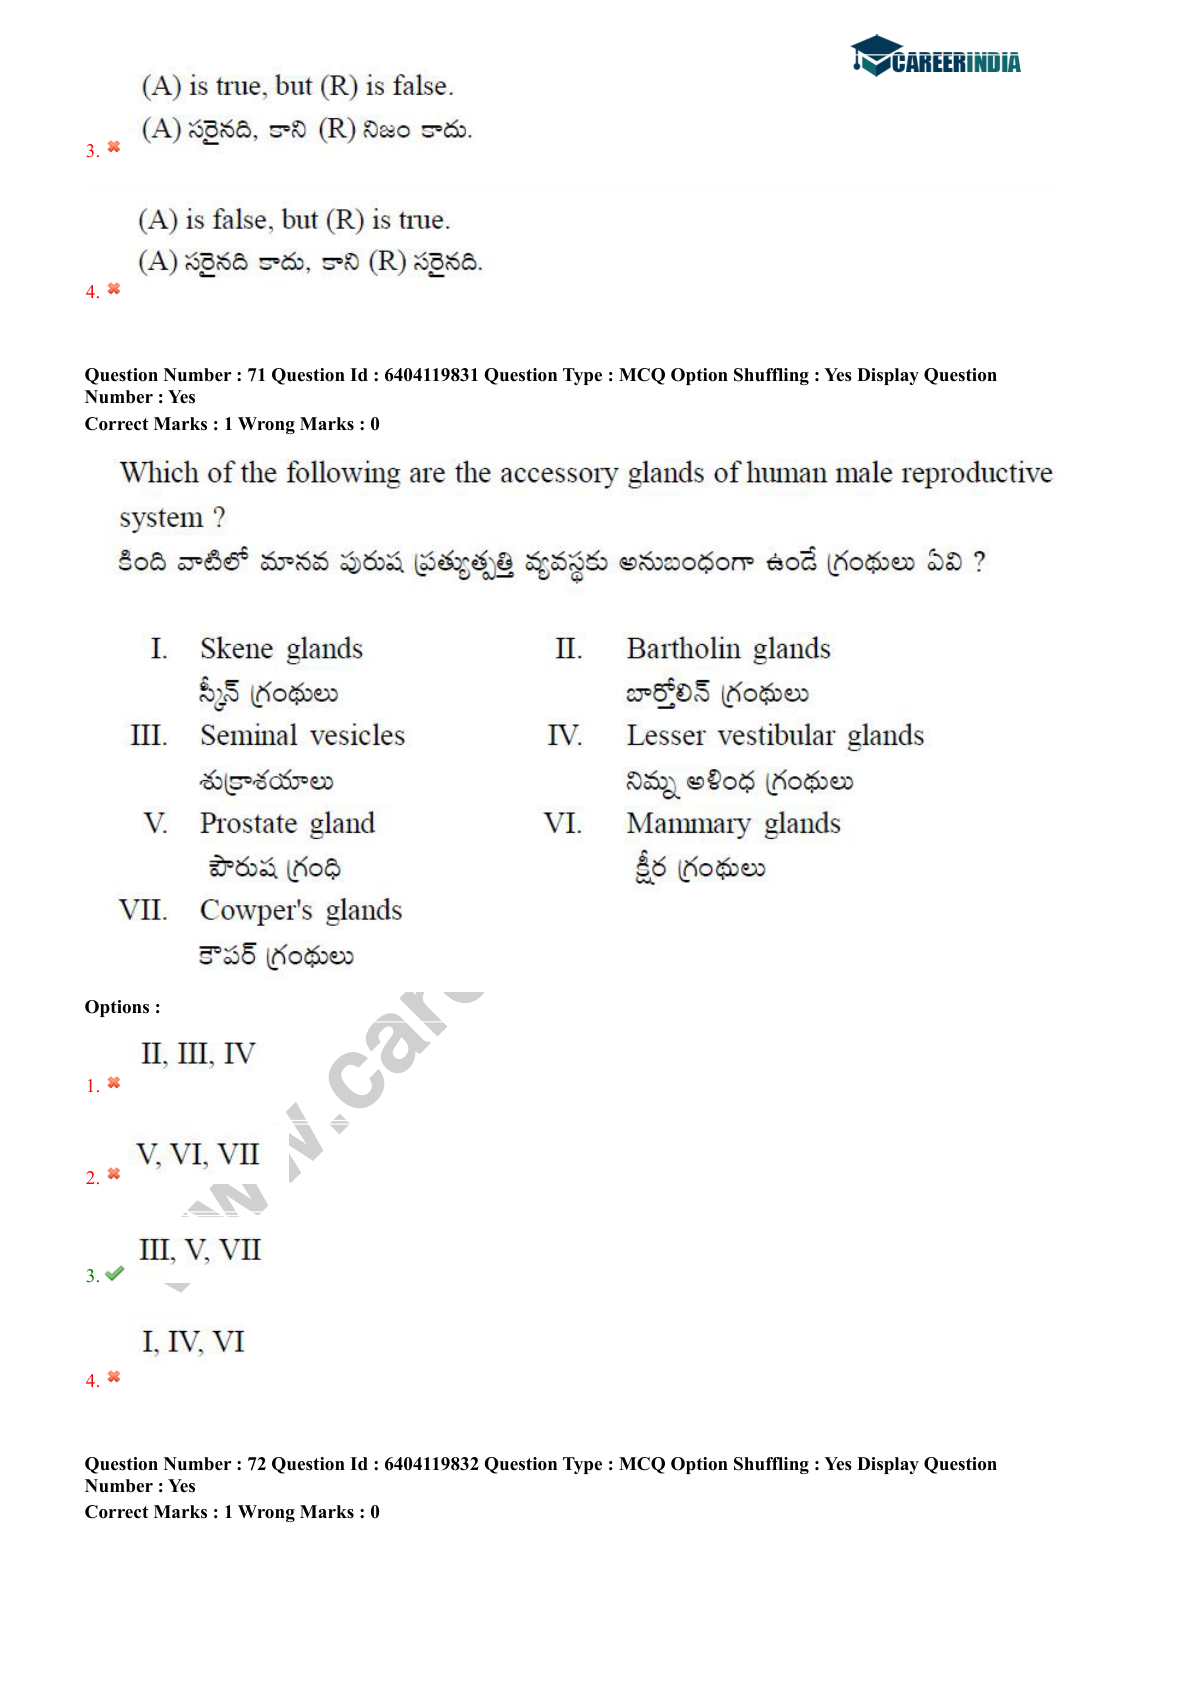 CAREERINDIA
(A) is true, but (R) is false.
(A) సరైనది, కాని (R) నిజం కాదు.
3.
(A) is false, but (R) is true.
(A) సరైనది కాదు, కాని (R) సరైనది.
4.
Question Number : 71 Question Id : 6404119831 Question Type : MCQ Option Shuffling : Yes Display Question
Number : Yes
Correct Marks : 1 Wrong Marks : 0
Which of the following are the accessory glands of human male reproductive
system ?
కింది వాటిలో మానవ పురుష ప్రత్యుత్పత్తి వ్యవస్థకు అనుబంధంగా ఉండే గ్రంథులు ఏవి ?
I. Skene glands II. Bartholin glands
స్కీన్ గ్రంథులు బార్తోలిన్ గ్రంథులు
III. Seminal vesicles IV. Lesser vestibular glands
శుక్రాశయాలు నిమ్న అళింధ గ్రంథులు
V. Prostate gland VI. Mammary glands
పౌరుష గ్రంధి క్షీర గ్రంథులు
VII. Cowper's glands
కౌపర్ గ్రంథులు
Options :
II, III, IV
1.
V, VI, VII
2.
III, V, VII
3.
I, IV, VI
4.
Question Number : 72 Question Id : 6404119832 Question Type : MCQ Option Shuffling : Yes Display Question
Number : Yes
Correct Marks : 1 Wrong Marks : 0